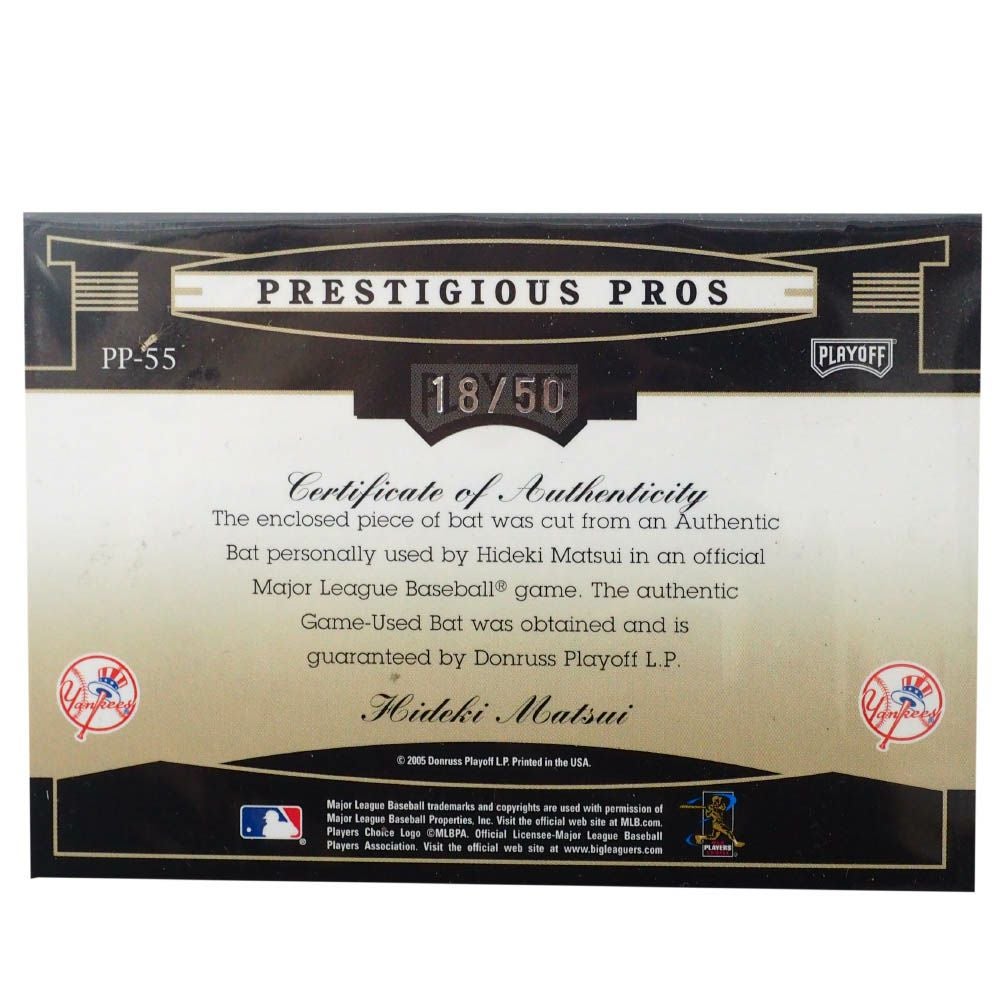 PRESTIGIOUS PROS
PP-55
PLAYOFF
18/50
Certificate of Authenticity
The enclosed piece of bat was cut from an Authentic
Bat personally used by Hideki Matsui in an official
Major League Baseball® game. The authentic
Game-Used Bat was obtained and is
guaranteed by Donruss Playoff L.P.
Yankees
Yankees
Hideki Matsui
© 2005 Donruss Playoff L.P. Printed in the USA.
Major League Baseball trademarks and copyrights are used with permission of
Major League Baseball Properties, Inc. Visit the official web site at MLB.com.
Players Choice Logo ©MLBPA. Official Licensee-Major League Baseball
Players Association. Visit the official web site at www.bigleaguers.com
PLAYERS